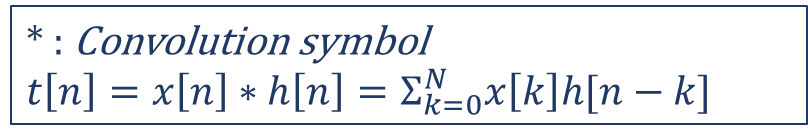 * : Convolution symbol
t[n] = x[n] ∗ h[n] = Σ_{k=0}^{N} x[k]h[n − k]